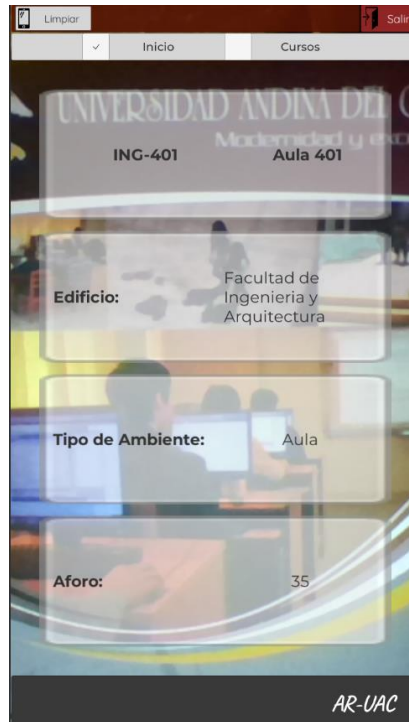 Limpiar
Salir
Inicio
Cursos
UNIVERSIDAD ANDINA DEL C
Modernidad y exc
ING-401
Aula 401
Edificio:
Facultad de
Ingenieria y
Arquitectura
Tipo de Ambiente:
Aula
Aforo:
35
AR-UAC